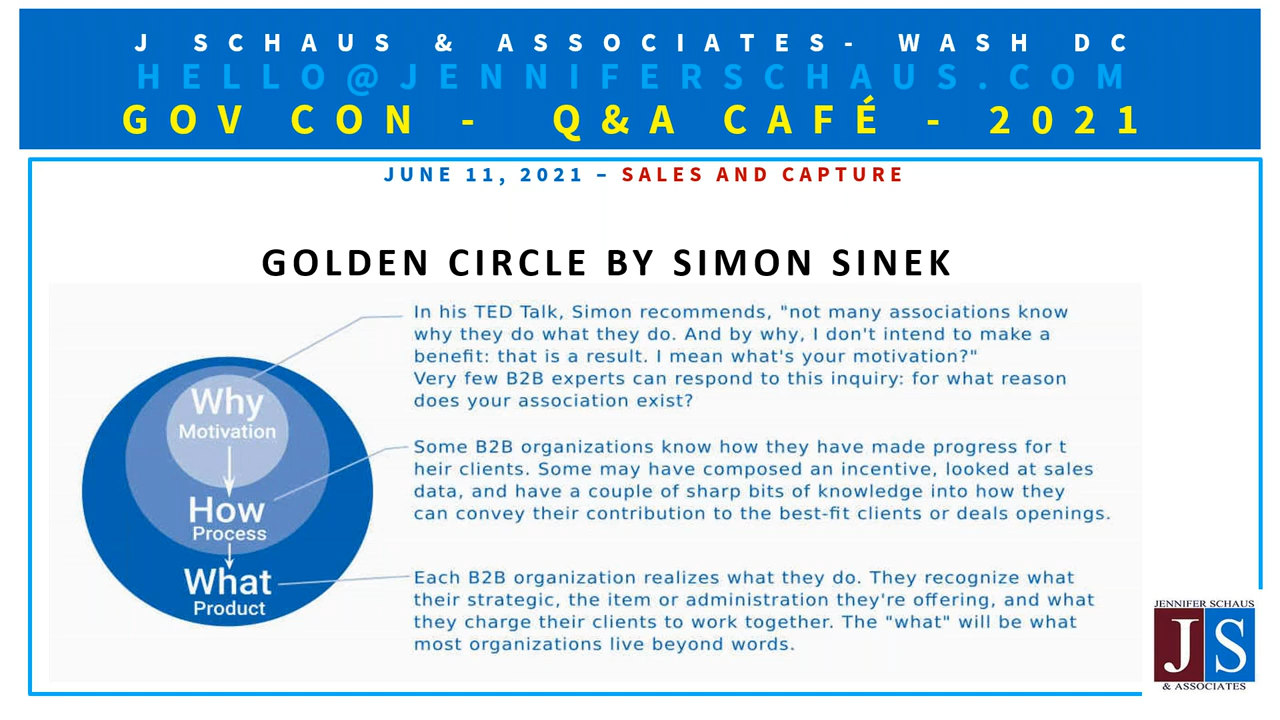 J SCHAUS & ASSOCIATES- WASH DC
HELLO@JENNIFERSCHAUS.COM
GOV CON - Q&A CAFÉ - 2021
JUNE 11, 2021 – SALES AND CAPTURE
GOLDEN CIRCLE BY SIMON SINEK
Why
Motivation
How
Process
What
Product
In his TED Talk, Simon recommends, "not many associations know
why they do what they do. And by why, I don't intend to make a
benefit: that is a result. I mean what's your motivation?"
Very few B2B experts can respond to this inquiry: for what reason
does your association exist?
Some B2B organizations know how they have made progress for t
heir clients. Some may have composed an incentive, looked at sales
data, and have a couple of sharp bits of knowledge into how they
can convey their contribution to the best-fit clients or deals openings.
Each B2B organization realizes what they do. They recognize what
their strategic, the item or administration they're offering, and what
they charge their clients to work together. The "what" will be what
most organizations live beyond words.
JENNIFER SCHAUS
JS
& ASSOCIATES